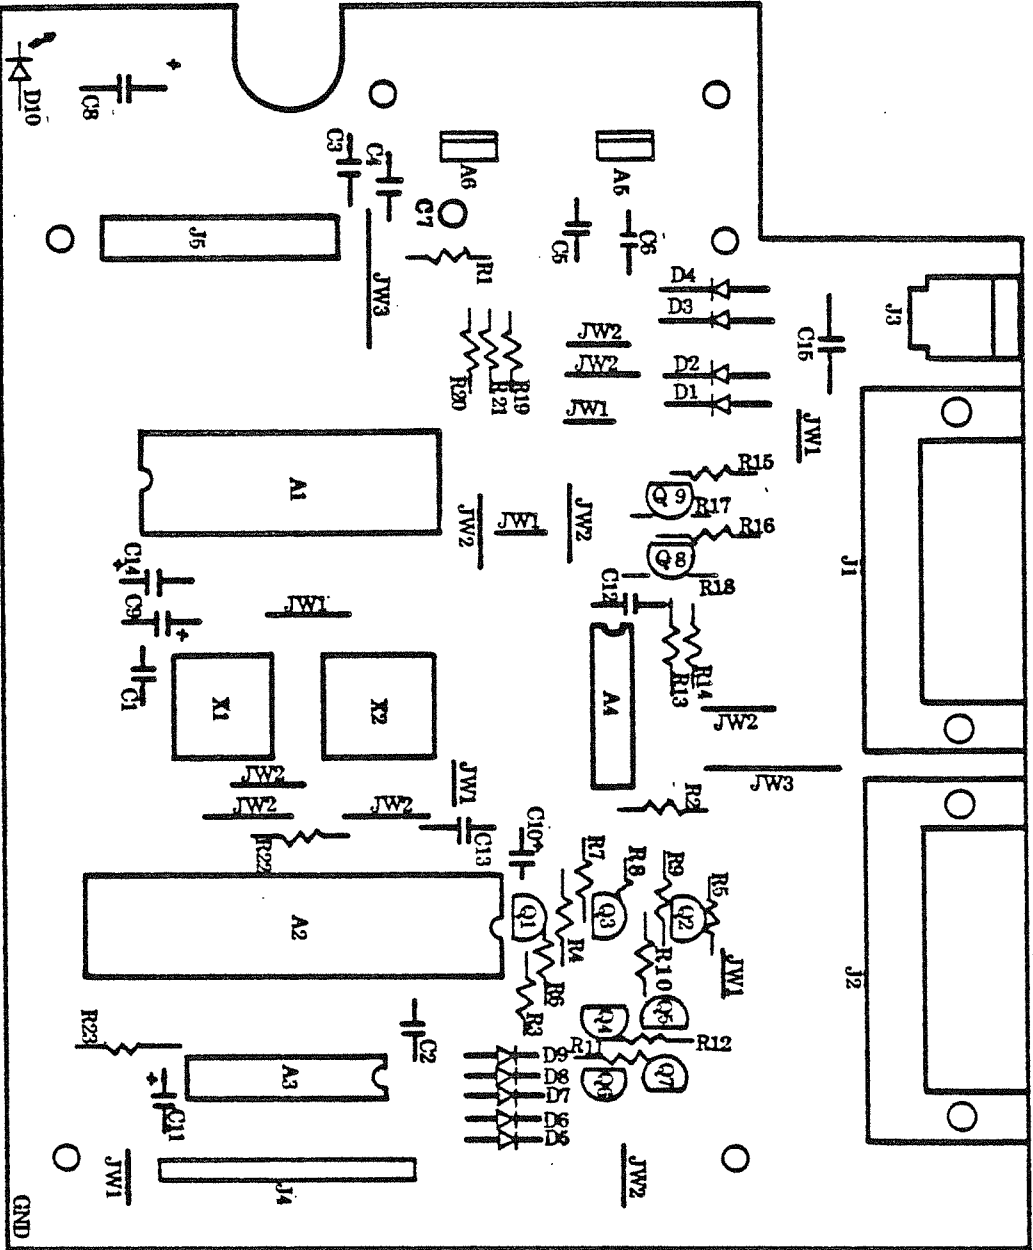 D10
C8
C3
C4
A6
A5
C7
J5
C5
C6
R1
JW3
D4
D3
J3
JW2
C15
JW2
D2
D1
R20
R21
R19
JW1
JW1
R15
A1
Q9
R17
JW2
JW1
JW2
R16
Q8
J1
C14
R18
C12
C9
JW1
C1
X1
X2
A4
R13
R14
JW2
JW2
JW1
JW3
JW2
JW2
R2
R22
C13
C10
R7
R8
R9
R5
A2
Q1
Q3
Q2
R4
R10
JW1
J2
R6
R3
Q4
Q5
R23
C2
D9
R11
R12
A3
D8
Q6
Q7
D7
C11
D6
D5
JW1
J4
JW2
GND